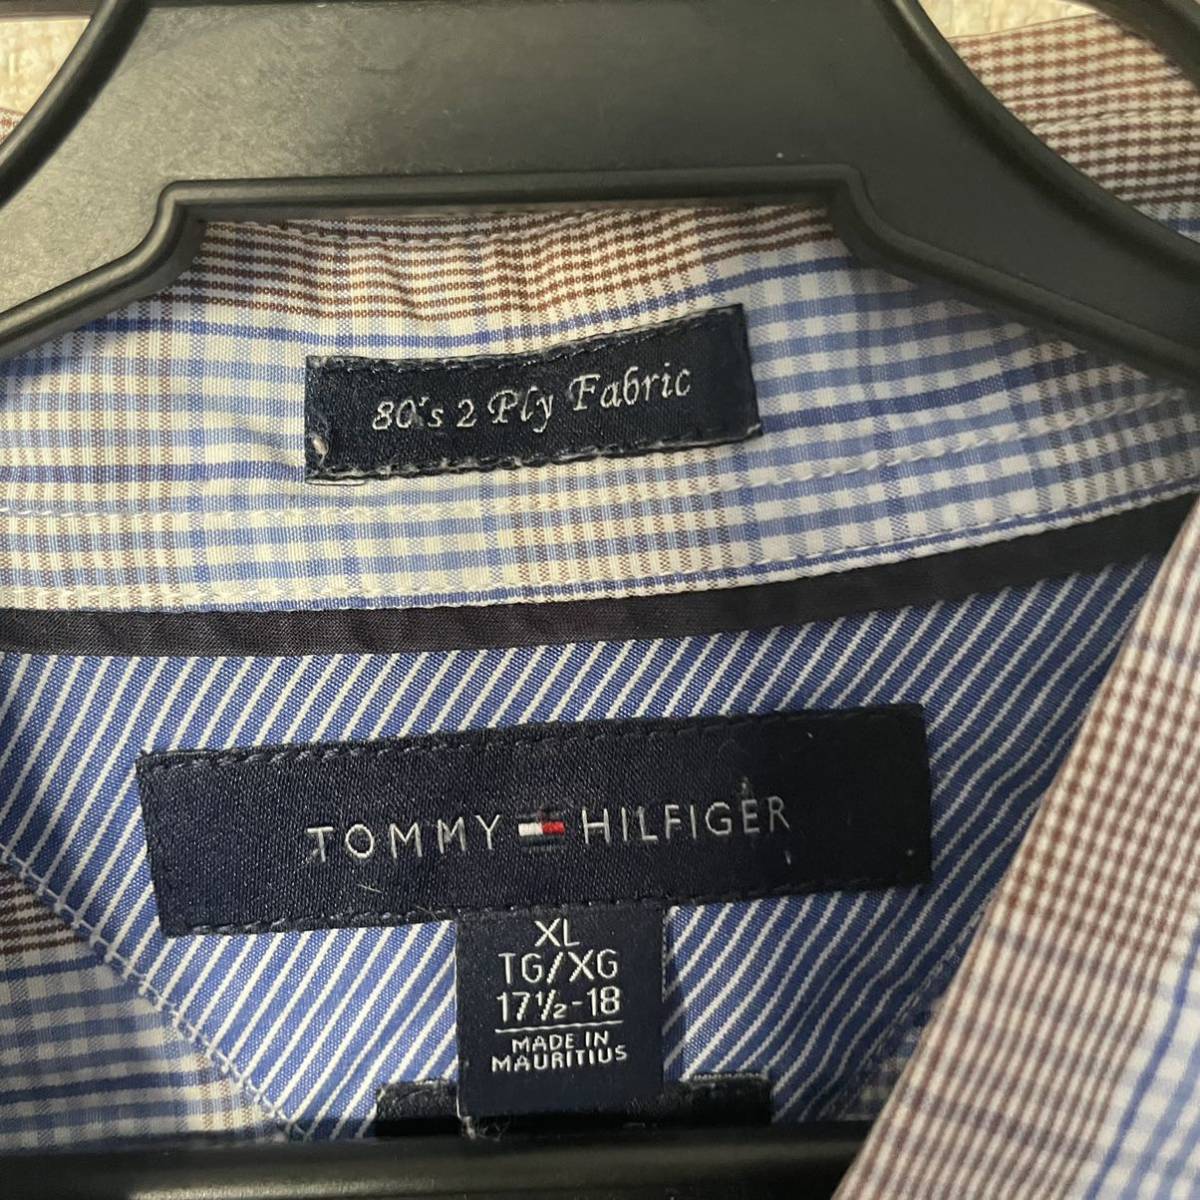 80's 2 Ply Fabric
TOMMY HILFIGER
XL
TG/XG
17½-18
MADE IN
MAURITIUS